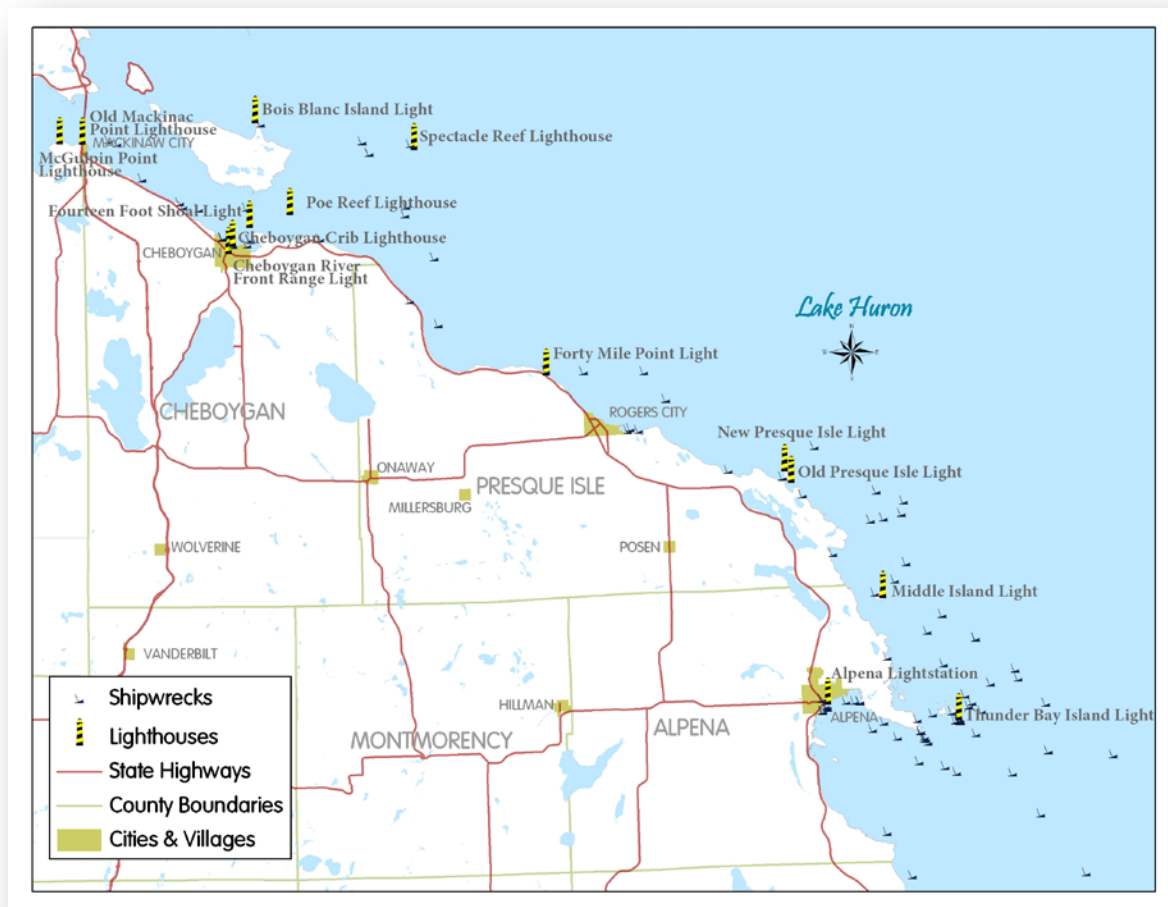 Bois Blanc Island Light
Old Mackinac
Point Lighthouse
MACKINAW CITY
Spectacle Reef Lighthouse
McGulpin Point
Lighthouse
Poe Reef Lighthouse
Fourteen Foot Shoal Light
Cheboygan Crib Lighthouse
CHEBOYGAN
Cheboygan River
Front Range Light
Lake Huron
N
W
E
S
Forty Mile Point Light
CHEBOYGAN
ROGERS CITY
New Presque Isle Light
ONAWAY
Old Presque Isle Light
PRESQUE ISLE
MILLERSBURG
WOLVERINE
POSEN
Middle Island Light
VANDERBILT
Alpena Lightstation
HILLMAN
ALPENA
Thunder Bay Island Light
ALPENA
MONTMORENCY
Shipwrecks
Lighthouses
State Highways
County Boundaries
Cities & Villages